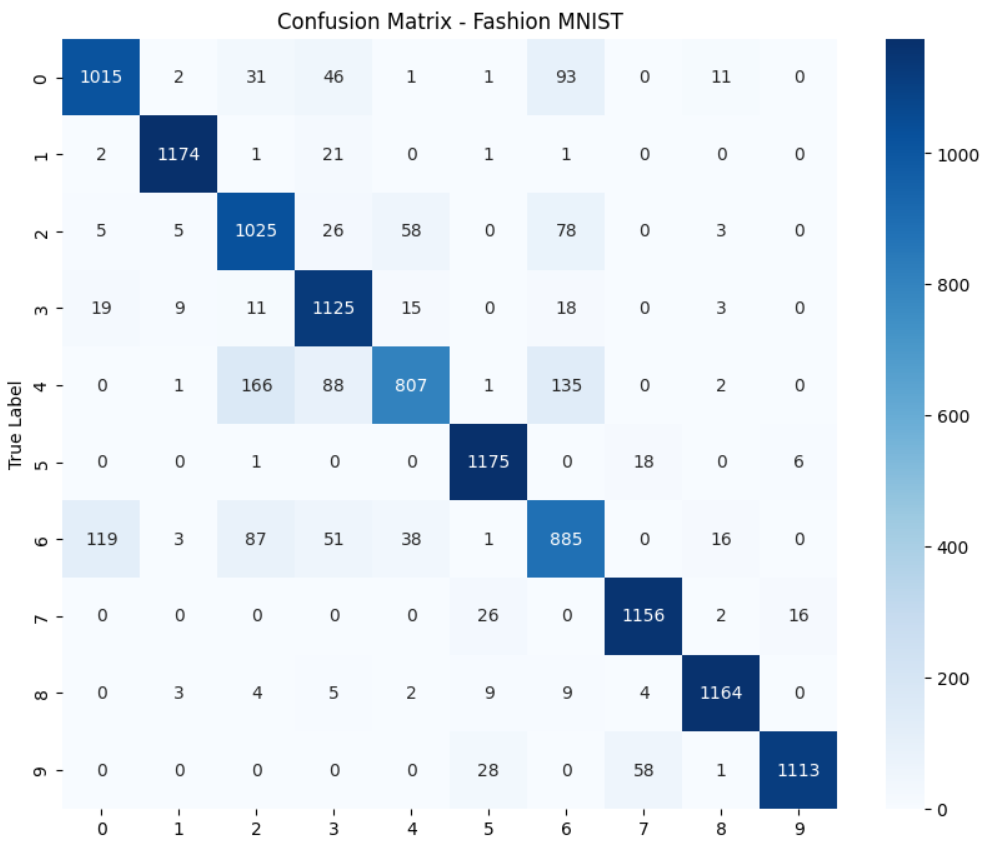 Confusion Matrix - Fashion MNIST
0 1015 2 31 46 1 1 93 0 11 0
1 2 1174 1 21 0 1 1 0 0 0
2 5 5 1025 26 58 0 78 0 3 0
3 19 9 11 1125 15 0 18 0 3 0
4 0 1 166 88 807 1 135 0 2 0
5 0 0 1 0 0 1175 0 18 0 6
6 119 3 87 51 38 1 885 0 16 0
7 0 0 0 0 0 26 0 1156 2 16
8 0 3 4 5 2 9 9 4 1164 0
9 0 0 0 0 0 28 0 58 1 1113
0 1 2 3 4 5 6 7 8 9
True Label
1000
800
600
400
200
0